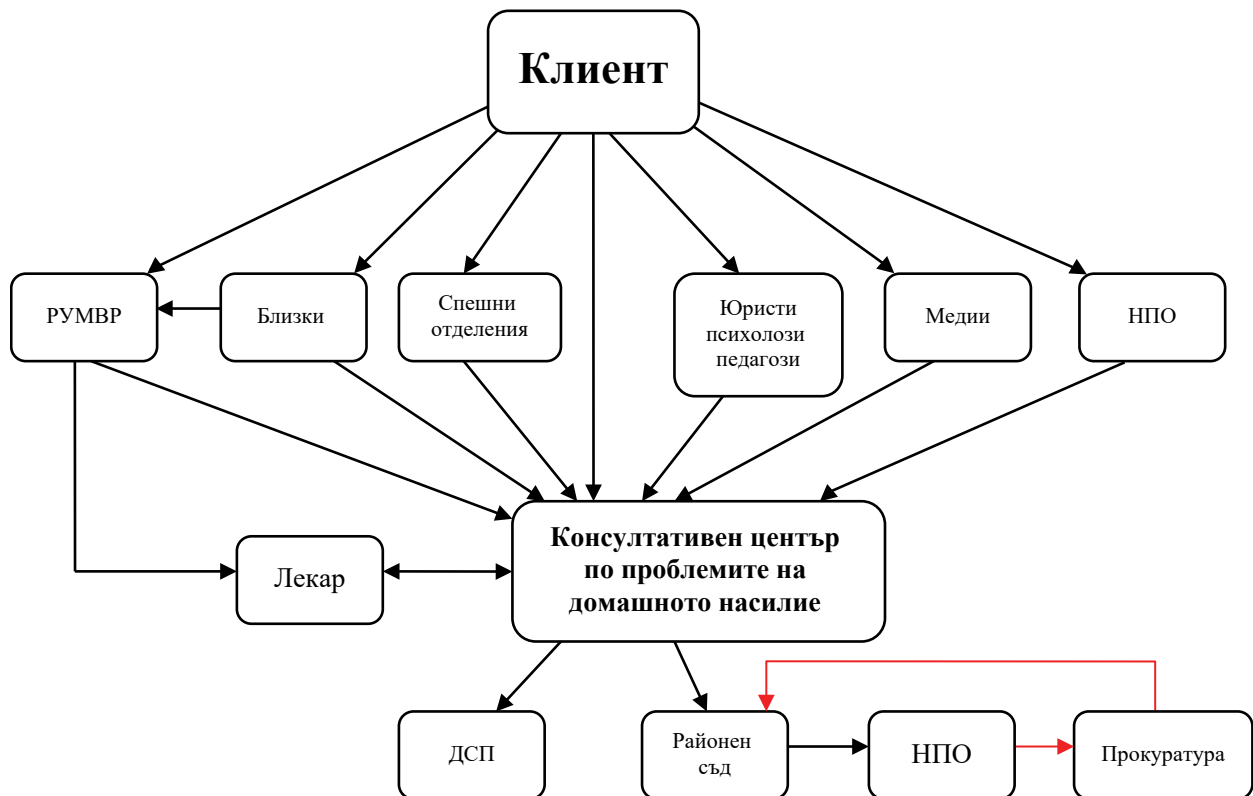 Клиент
РУМВР
Близки
Спешни
отделения
Юристи
психолози
педагози
Медии
НПО
Консултативен център
по проблемите на
домашното насилие
Лекар
ДСП
Районен
съд
НПО
Прокуратура